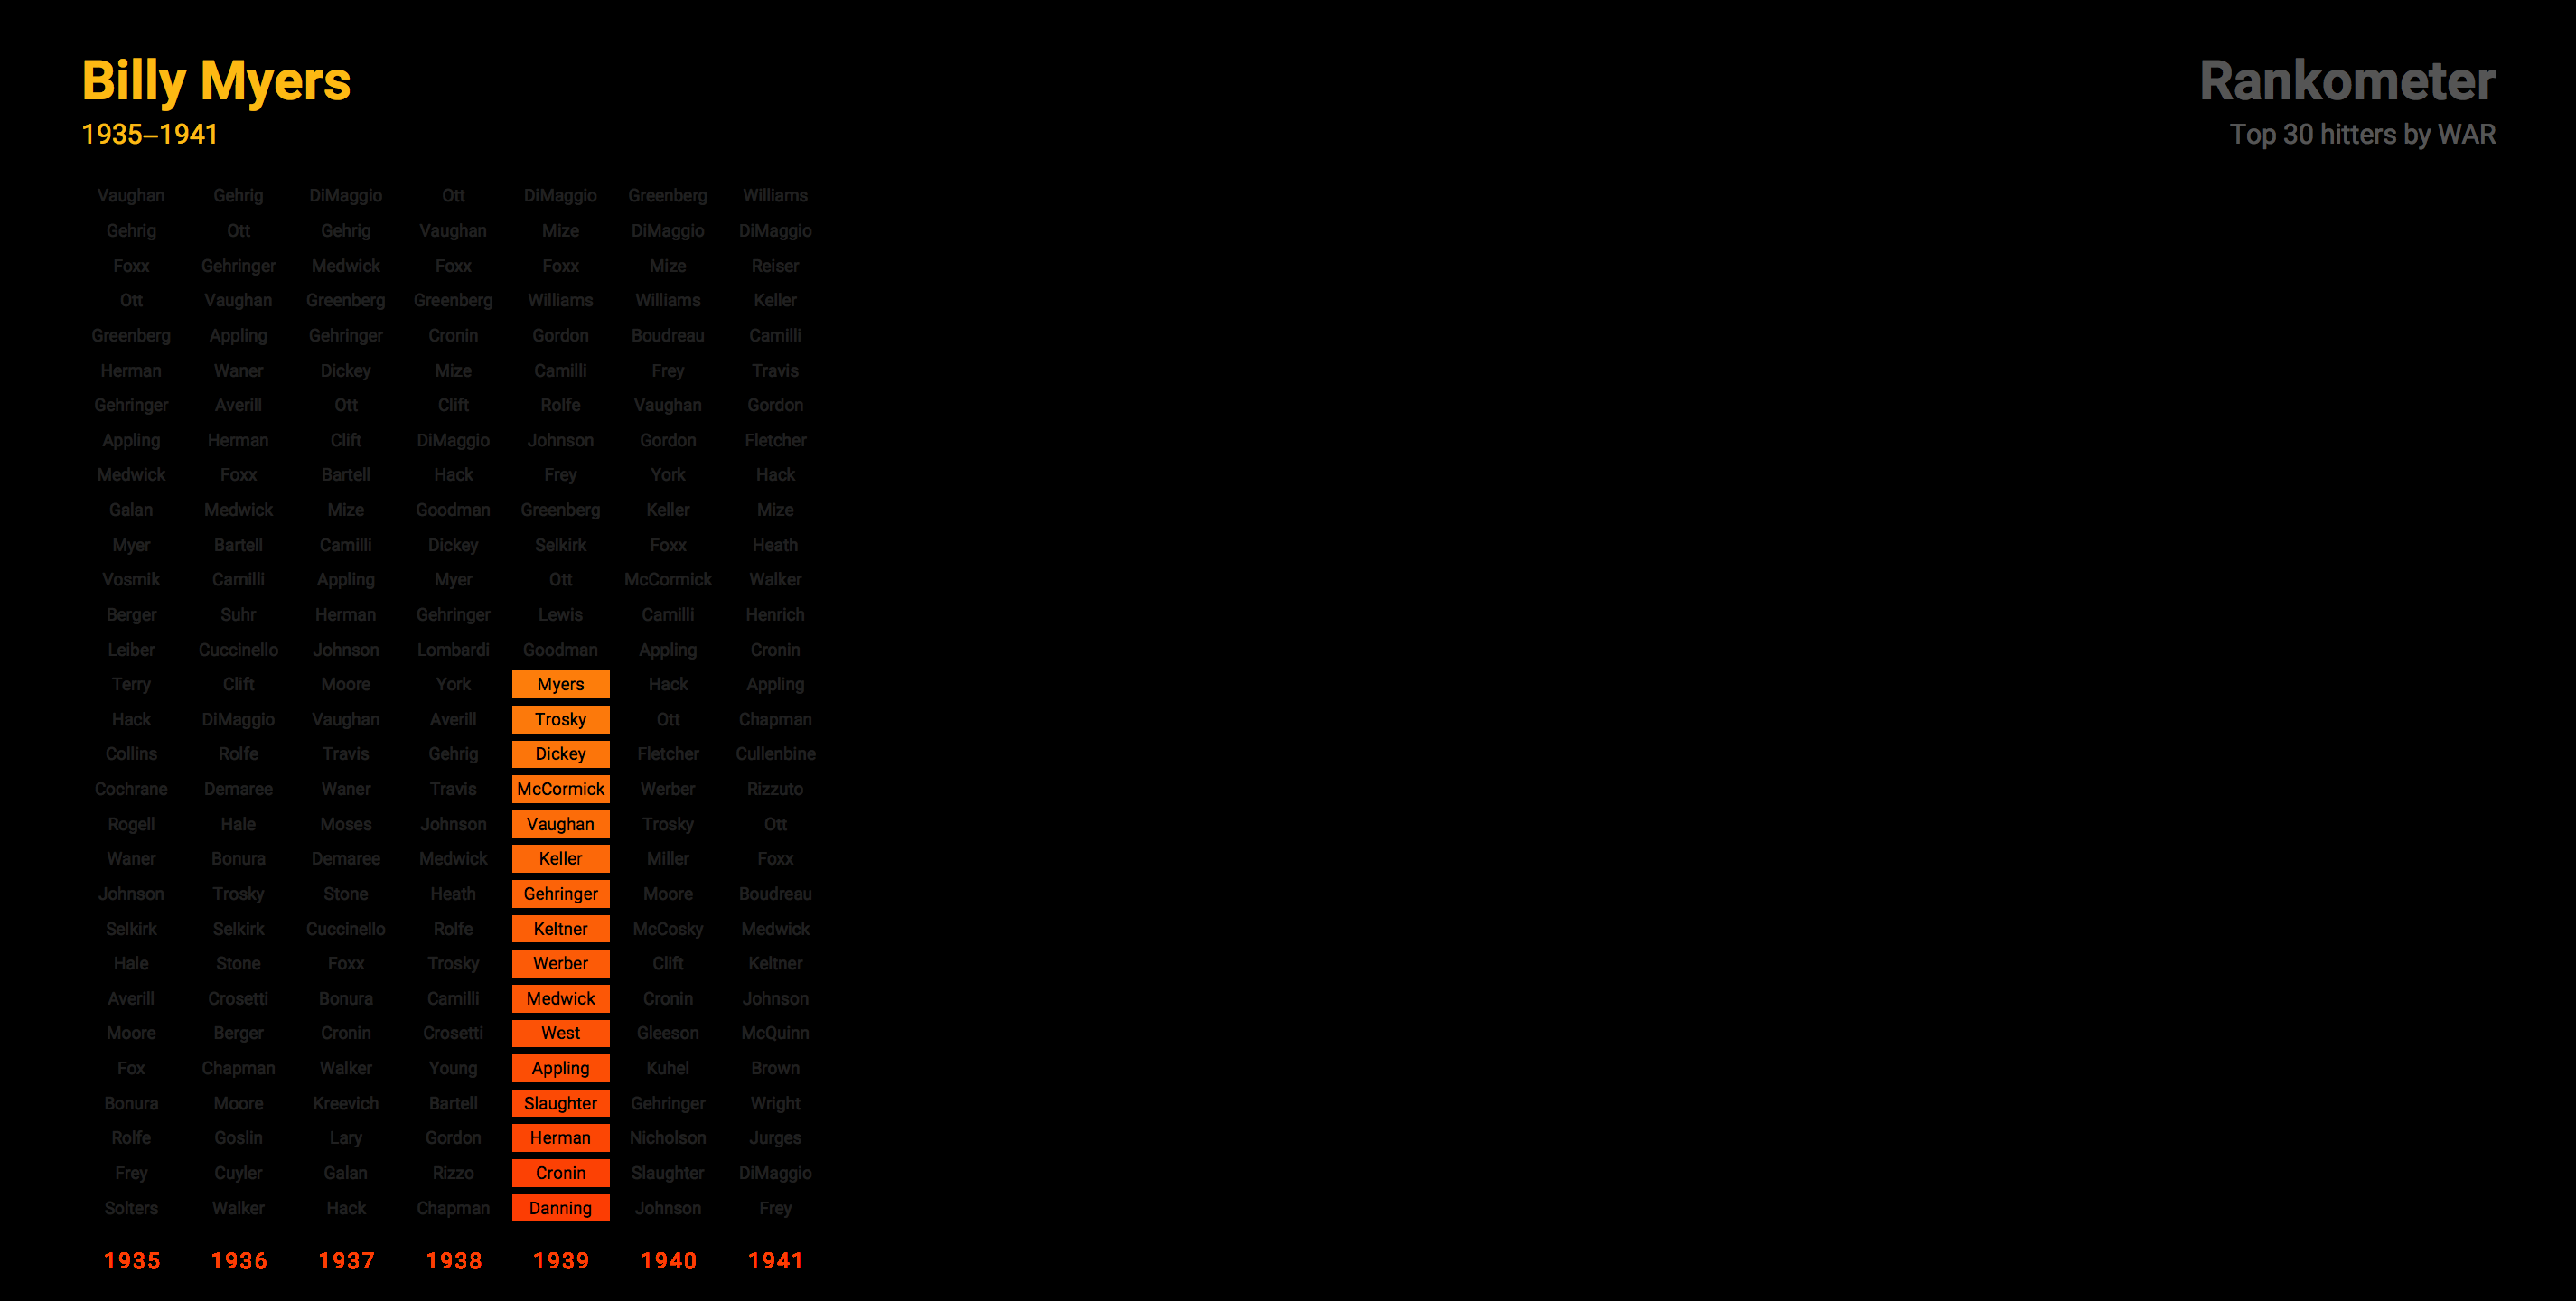 Billy Myers
1935–1941
Rankometer
Top 30 hitters by WAR
Vaughan Gehrig DiMaggio Ott DiMaggio Greenberg Williams
Gehrig Ott Gehrig Vaughan Mize DiMaggio DiMaggio
Foxx Gehringer Medwick Foxx Foxx Mize Reiser
Ott Vaughan Greenberg Greenberg Williams Williams Keller
Greenberg Appling Gehringer Cronin Gordon Boudreau Camilli
Herman Waner Dickey Mize Camilli Frey Travis
Gehringer Averill Ott Clift Rolfe Vaughan Gordon
Appling Herman Clift DiMaggio Johnson Gordon Fletcher
Medwick Foxx Bartell Hack Frey York Hack
Galan Medwick Mize Goodman Greenberg Keller Mize
Myer Bartell Camilli Dickey Selkirk Foxx Heath
Vosmik Camilli Appling Myer Ott McCormick Walker
Berger Suhr Herman Gehringer Lewis Camilli Henrich
Leiber Cuccinello Johnson Lombardi Goodman Appling Cronin
Terry Clift Moore York Myers Hack Appling
Hack DiMaggio Vaughan Averill Trosky Ott Chapman
Collins Rolfe Travis Gehrig Dickey Fletcher Cullenbine
Cochrane Demaree Waner Travis McCormick Werber Rizzuto
Rogell Hale Moses Johnson Vaughan Trosky Ott
Waner Bonura Demaree Medwick Keller Miller Foxx
Johnson Trosky Stone Heath Gehringer Moore Boudreau
Selkirk Selkirk Cuccinello Rolfe Keltner McCosky Medwick
Hale Stone Foxx Trosky Werber Clift Keltner
Averill Crosetti Bonura Camilli Medwick Cronin Johnson
Moore Berger Cronin Crosetti West Gleeson McQuinn
Fox Chapman Walker Young Appling Kuhel Brown
Bonura Moore Kreevich Bartell Slaughter Gehringer Wright
Rolfe Goslin Lary Gordon Herman Nicholson Jurges
Frey Cuyler Galan Rizzo Cronin Slaughter DiMaggio
Solters Walker Hack Chapman Danning Johnson Frey
1935 1936 1937 1938 1939 1940 1941